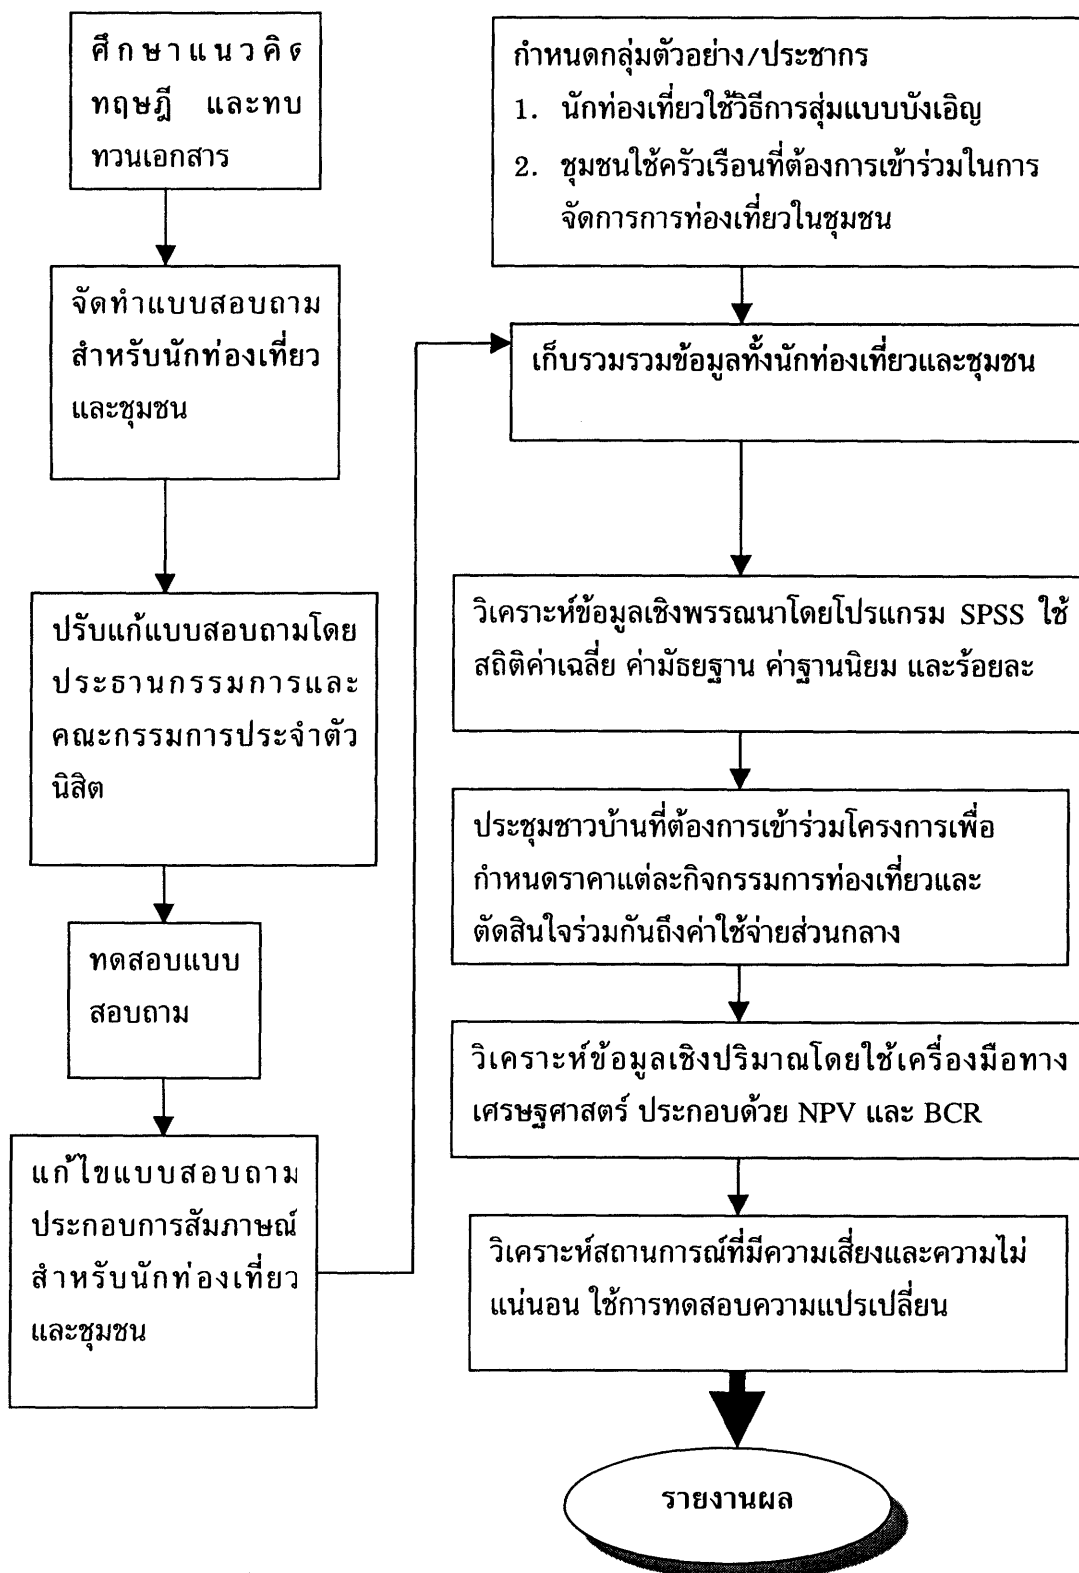 ศึกษาแนวคิด
ทฤษฎี และทบ
ทวนเอกสาร
จัดทำแบบสอบถาม
สำหรับนักท่องเที่ยว
และชุมชน
ปรับแก้แบบสอบถามโดย
ประธานกรรมการและ
คณะกรรมการประจำตัว
นิสิต
ทดสอบแบบ
สอบถาม
แก้ไขแบบสอบถาม
ประกอบการสัมภาษณ์
สำหรับนักท่องเที่ยว
และชุมชน
กำหนดกลุ่มตัวอย่าง/ประชากร
1. นักท่องเที่ยวใช้วิธีการสุ่มแบบบังเอิญ
2. ชุมชนใช้ครัวเรือนที่ต้องการเข้าร่วมในการ
จัดการการท่องเที่ยวในชุมชน
เก็บรวมรวมข้อมูลทั้งนักท่องเที่ยวและชุมชน
วิเคราะห์ข้อมูลเชิงพรรณนาโดยโปรแกรม SPSS ใช้
สถิติค่าเฉลี่ย ค่ามัธยฐาน ค่าฐานนิยม และร้อยละ
ประชุมชาวบ้านที่ต้องการเข้าร่วมโครงการเพื่อ
กำหนดราคาแต่ละกิจกรรมการท่องเที่ยวและ
ตัดสินใจร่วมกันถึงค่าใช้จ่ายส่วนกลาง
วิเคราะห์ข้อมูลเชิงปริมาณโดยใช้เครื่องมือทาง
เศรษฐศาสตร์ ประกอบด้วย NPV และ BCR
วิเคราะห์สถานการณ์ที่มีความเสี่ยงและความไม่
แน่นอน ใช้การทดสอบความแปรเปลี่ยน
รายงานผล